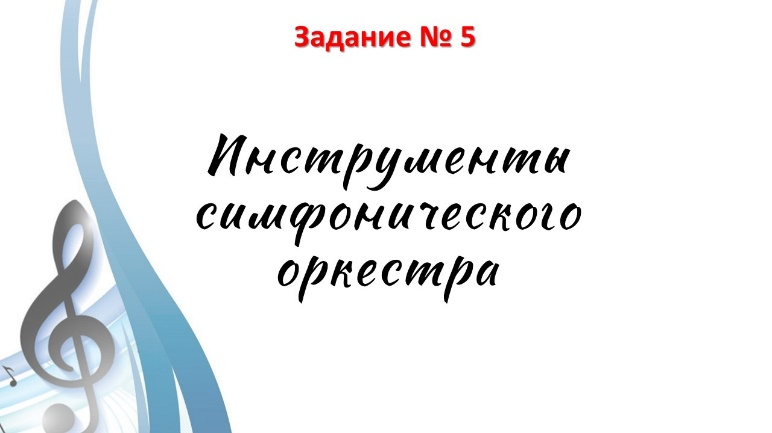 Задание № 5
Инструменты
симфонического
оркестра